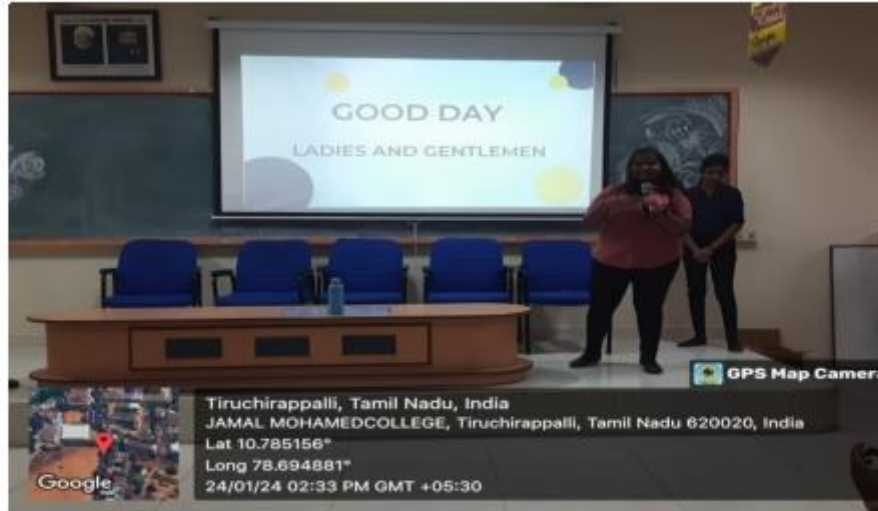 GOOD DAY
LADIES AND GENTLEMEN
GPS Map Camera
Tiruchirappalli, Tamil Nadu, India
JAMAL MOHAMEDCOLLEGE, Tiruchirappalli, Tamil Nadu 620020, India
Lat 10.785156°
Long 78.694881°
24/01/24 02:33 PM GMT +05:30
Google